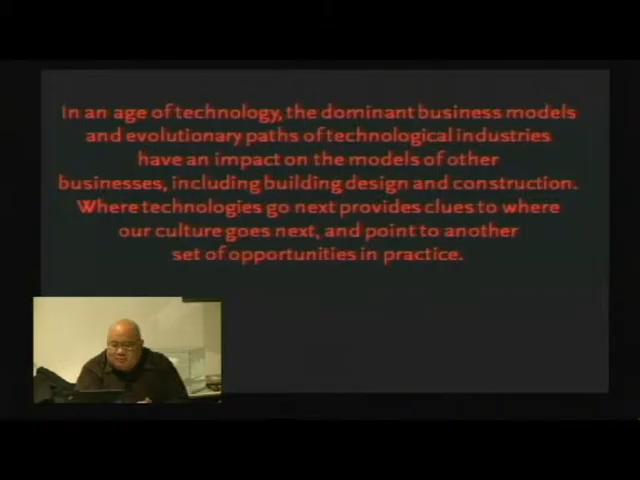 In an age of technology, the dominant business models
and evolutionary paths of technological industries
have an impact on the models of other
businesses, including building design and construction.
Where technologies go next provides clues to where
our culture goes next, and point to another
set of opportunities in practice.